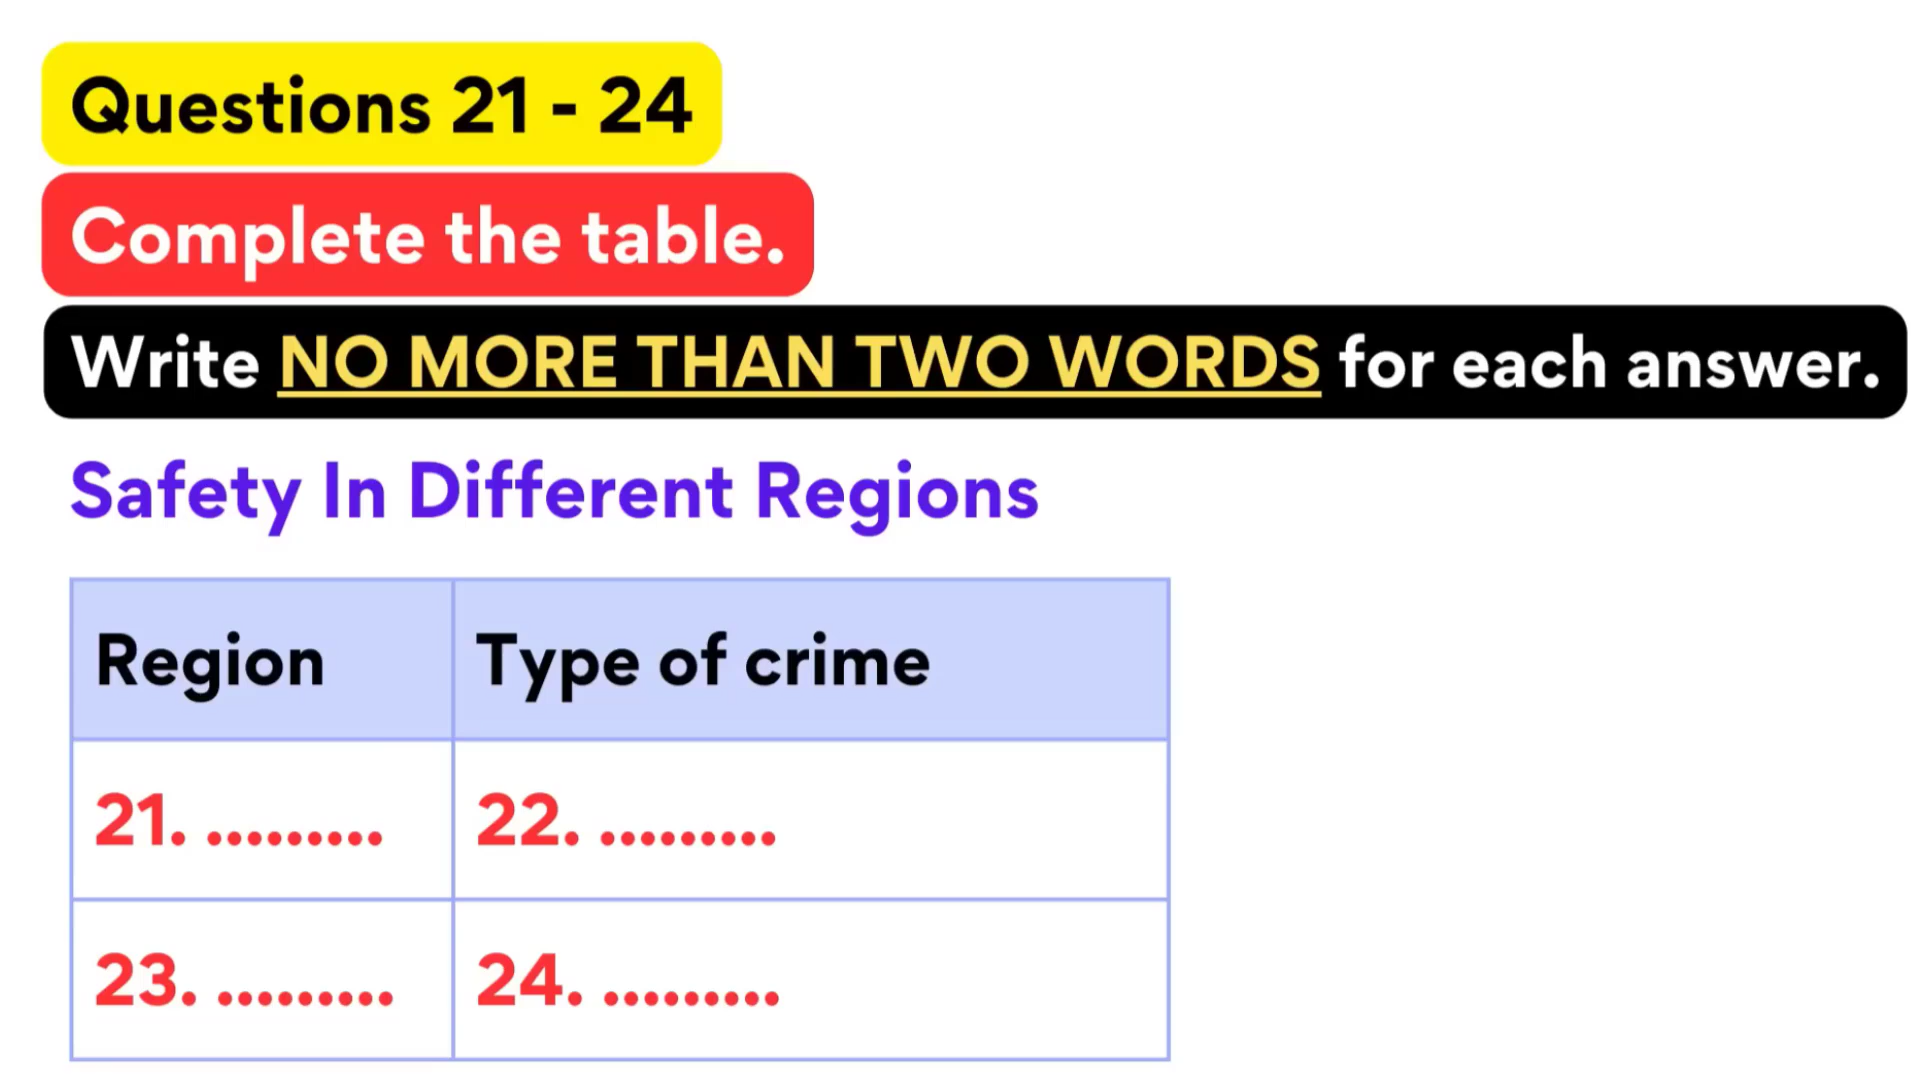 Questions 21 - 24
Complete the table.
Write NO MORE THAN TWO WORDS for each answer.
Safety In Different Regions
Region Type of crime
21. ......... 22. .........
23. ......... 24. .........